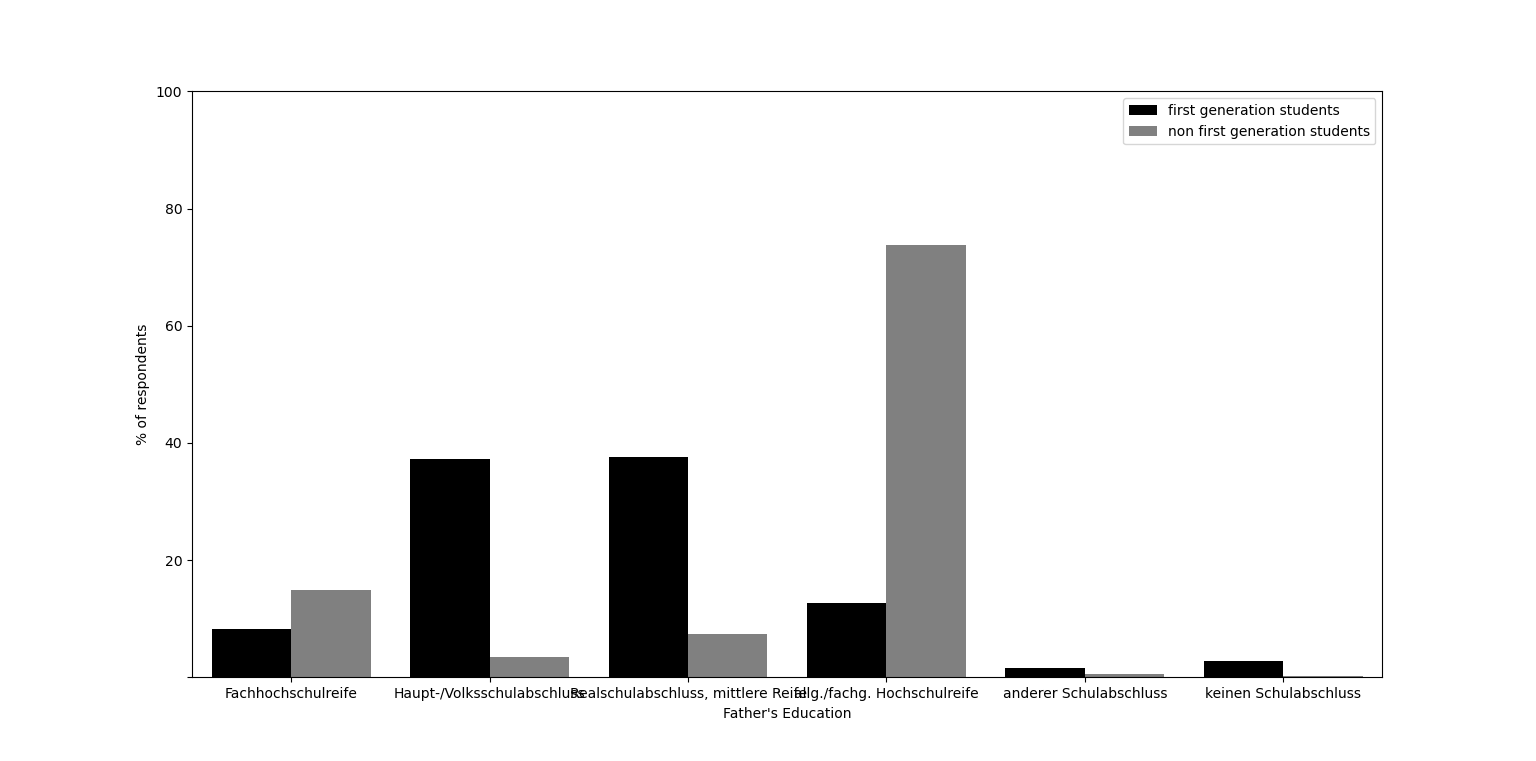 first generation students
non first generation students
100
80
60
40
20
% of respondents
Fachhochschulreife
Haupt-/Volksschulabschluss
Realschulabschluss, mittlere Reife
allg./fachg. Hochschulreife
anderer Schulabschluss
keinen Schulabschluss
Father's Education